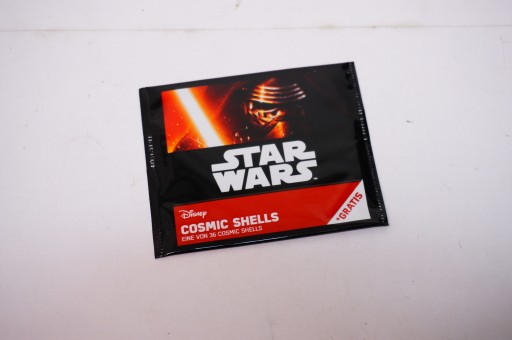 STAR
WARS
Disney
COSMIC SHELLS
EINE VON 36 COSMIC SHELLS
*GRATIS